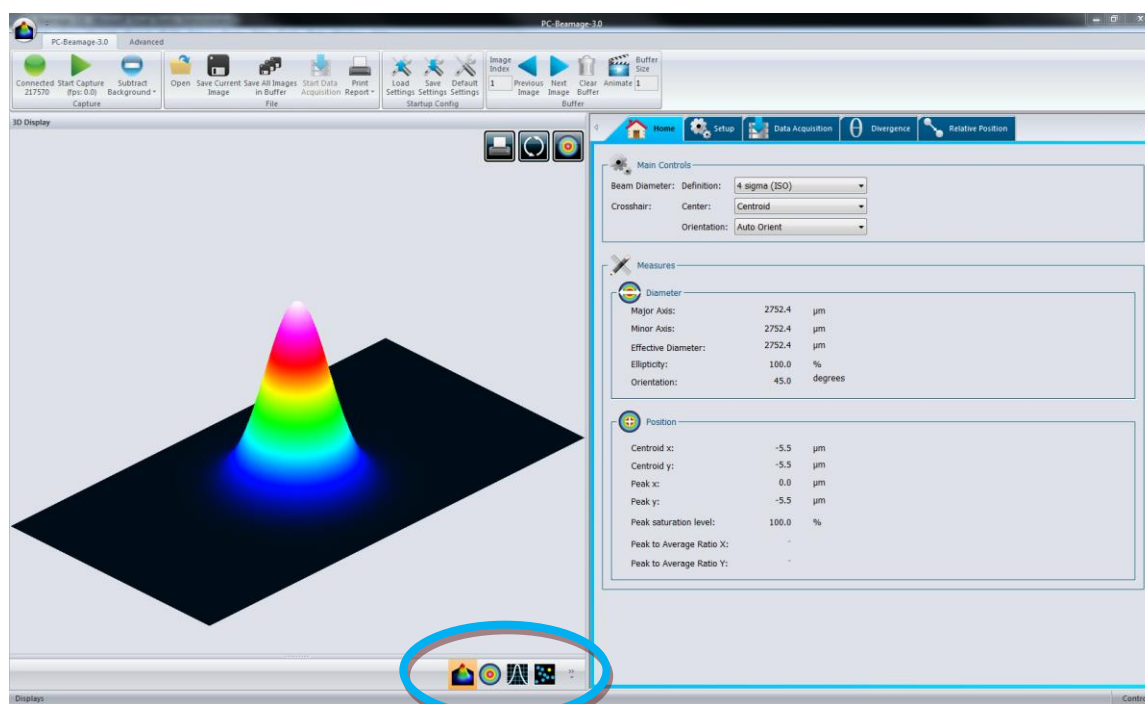 PC-Beamage-3.0
PC-Beamage-3.0 Advanced
Connected 217570
Start Capture (fps: 0.0)
Subtract Background
Capture
Open
Save Current Image
Save All Images in Buffer
Start Data Acquisition
Print Report
File
Load Settings
Save Settings
Default Settings
Startup Config
Image Index
1
Previous Image
Next Image
Clear Buffer
Animate
Buffer Size
1
Buffer
3D Display
Home
Setup
Data Acquisition
Divergence
Relative Position
Main Controls
Beam Diameter: Definition: 4 sigma (ISO)
Crosshair: Center: Centroid
Orientation: Auto Orient
Measures
Diameter
Major Axis: 2752.4 µm
Minor Axis: 2752.4 µm
Effective Diameter: 2752.4 µm
Ellipticity: 100.0 %
Orientation: 45.0 degrees
Position
Centroid x: -5.5 µm
Centroid y: -5.5 µm
Peak x: 0.0 µm
Peak y: -5.5 µm
Peak saturation level: 100.0 %
Peak to Average Ratio X: -
Peak to Average Ratio Y: -
Displays
Contro